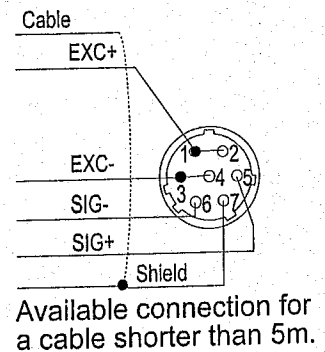 Cable
EXC+
1 2
EXC-
4 5
3
SIG-
6 7
SIG+
Shield
Available connection for
a cable shorter than 5m.